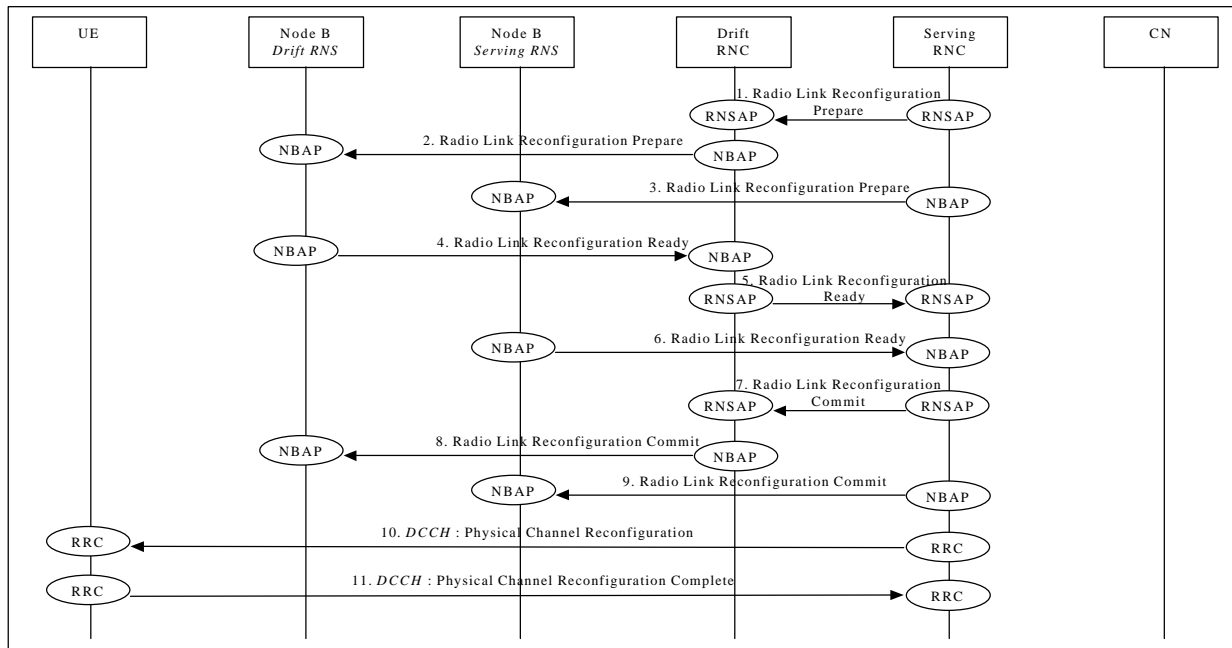 UE
Node B
Drift RNS
Node B
Serving RNS
Drift
RNC
Serving
RNC
CN
1. Radio Link Reconfiguration
Prepare
RNSAP
RNSAP
2. Radio Link Reconfiguration Prepare
NBAP
NBAP
3. Radio Link Reconfiguration Prepare
NBAP
NBAP
4. Radio Link Reconfiguration Ready
NBAP
NBAP
5. Radio Link Reconfiguration
Ready
RNSAP
RNSAP
6. Radio Link Reconfiguration Ready
NBAP
NBAP
7. Radio Link Reconfiguration
Commit
RNSAP
RNSAP
8. Radio Link Reconfiguration Commit
NBAP
NBAP
9. Radio Link Reconfiguration Commit
NBAP
NBAP
10. DCCH : Physical Channel Reconfiguration
RRC
RRC
11. DCCH : Physical Channel Reconfiguration Complete
RRC
RRC